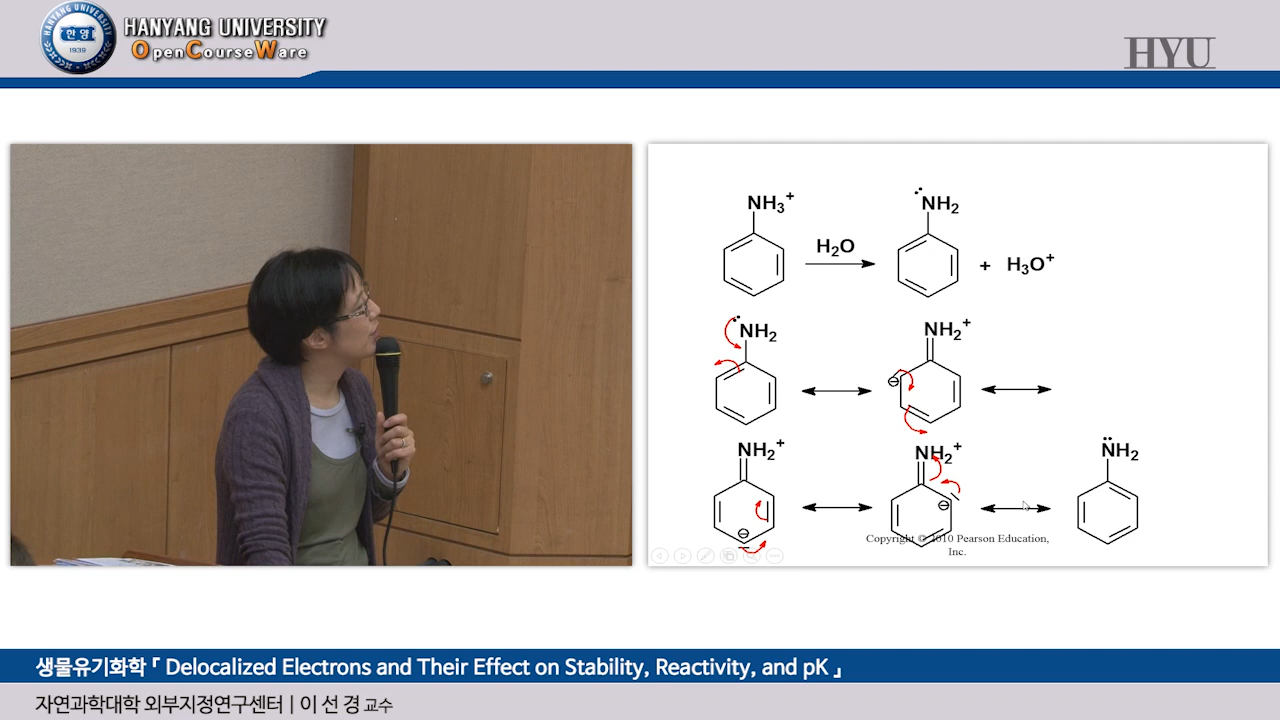 HANYANG UNIVERSITY
OpenCourseWare
한양
1939
HYU
NH3+
H2O
NH2
+ H3O+
NH2
NH2+
NH2+
NH2+
NH2
Copyright © 2010 Pearson Education,
Inc.
생물유기화학 「 Delocalized Electrons and Their Effect on Stability, Reactivity, and pK 」
자연과학대학 외부지정연구센터 | 이 선 경 교수